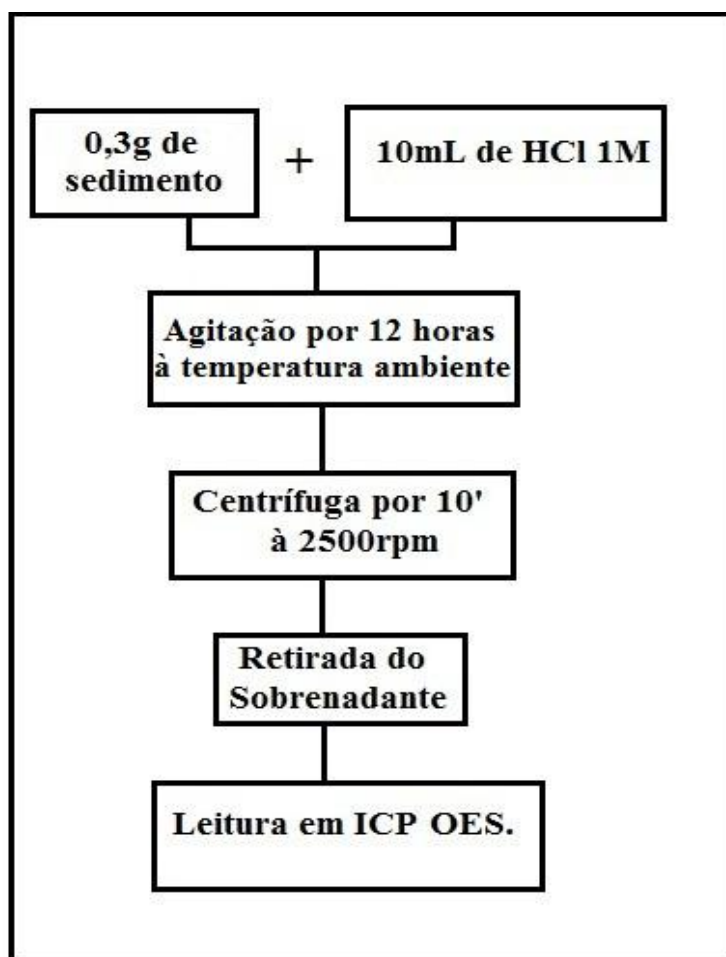 0,3g de
sedimento
+
10mL de HCl 1M
Agitação por 12 horas
à temperatura ambiente
Centrífuga por 10'
à 2500rpm
Retirada do
Sobrenadante
Leitura em ICP OES.